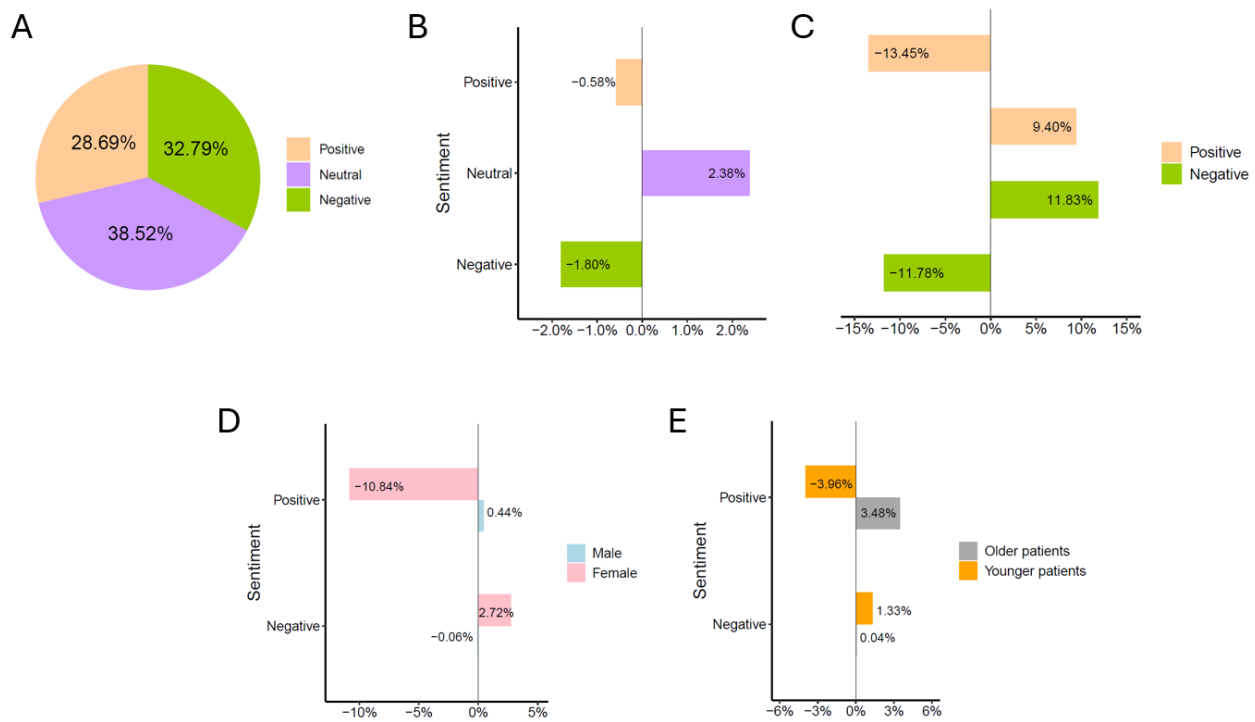 A
28.69%
32.79%
38.52%
Positive
Neutral
Negative
B
Sentiment
Positive
−0.58%
Neutral
2.38%
Negative
−1.80%
−2.0% −1.0% 0.0% 1.0% 2.0%
C
−13.45%
9.40%
11.83%
−11.78%
−15% −10% −5% 0% 5% 10% 15%
Positive
Negative
D
Sentiment
Positive
−10.84%
0.44%
Negative
2.72%
−0.06%
−10% −5% 0% 5%
Male
Female
E
Sentiment
Positive
−3.96%
3.48%
Negative
1.33%
0.04%
−6% −3% 0% 3% 6%
Older patients
Younger patients